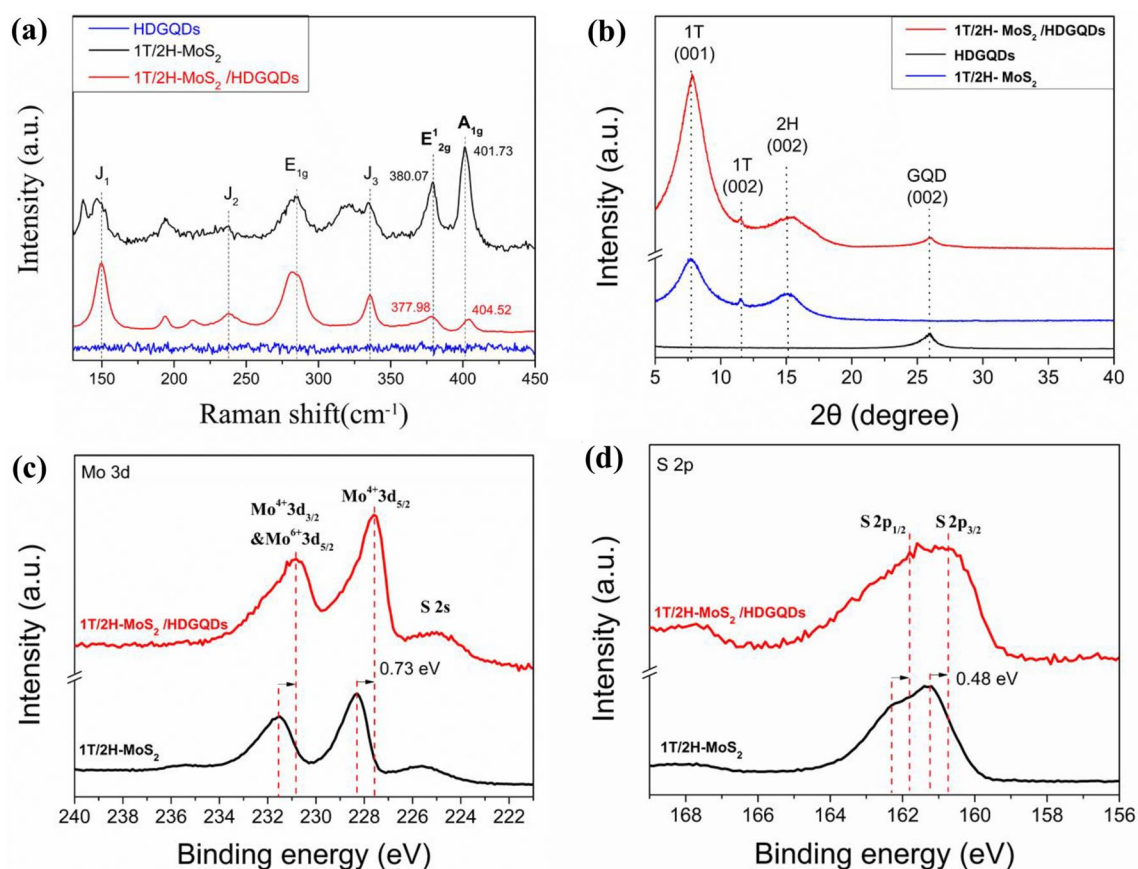 (a)
HDGQDs
1T/2H-MoS₂
1T/2H-MoS₂ /HDGQDs
J₁
J₂
E₁g
J₃
E¹₂g
A₁g
380.07
401.73
377.98
404.52
Intensity (a.u.)
150 200 250 300 350 400 450
Raman shift(cm⁻¹)
(b)
1T/2H- MoS₂ /HDGQDs
HDGQDs
1T/2H- MoS₂
1T
(001)
1T
(002)
2H
(002)
GQD
(002)
Intensity (a.u.)
5 10 15 20 25 30 35 40
2θ (degree)
(c)
Mo 3d
Mo⁴⁺3d₃/₂
&Mo⁶⁺3d₅/₂
Mo⁴⁺3d₅/₂
S 2s
1T/2H-MoS₂ /HDGQDs
0.73 eV
1T/2H-MoS₂
Intensity (a.u.)
240 238 236 234 232 230 228 226 224 222
Binding energy (eV)
(d)
S 2p
S 2p₁/₂
S 2p₃/₂
1T/2H-MoS₂ /HDGQDs
0.48 eV
1T/2H-MoS₂
Intensity (a.u.)
168 166 164 162 160 158 156
Binding energy (eV)